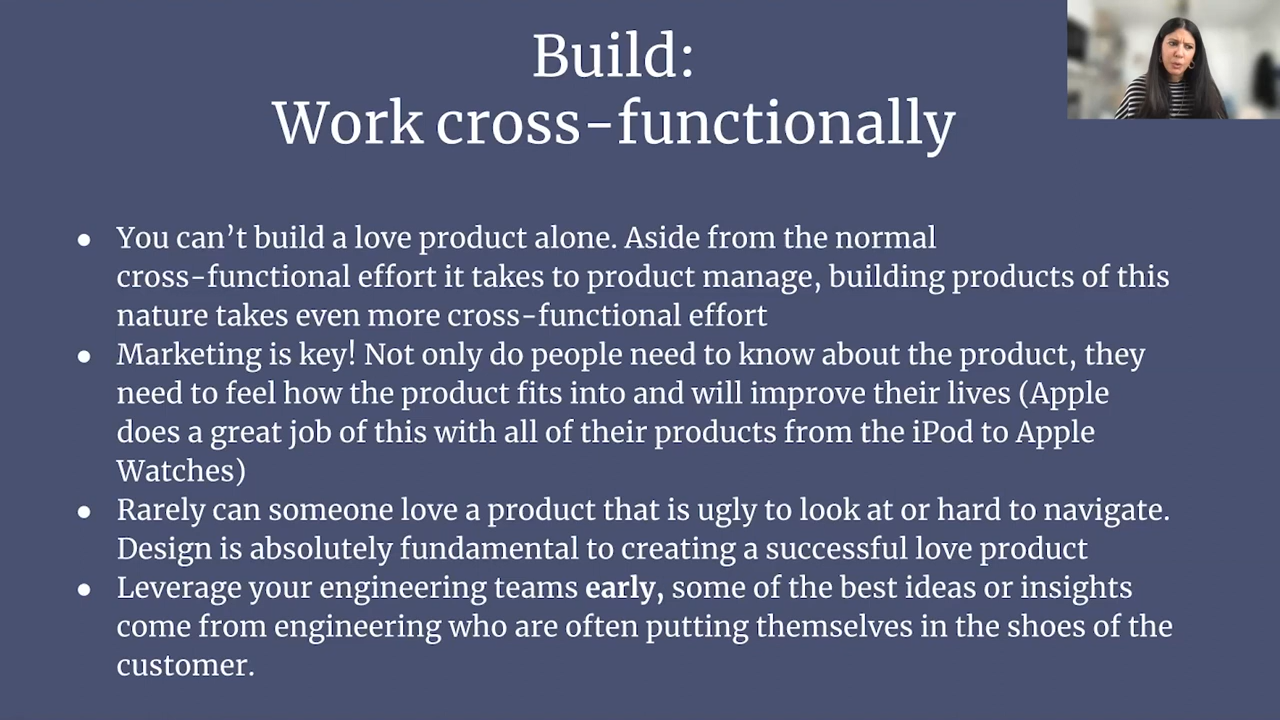 Build:
Work cross-functionally
● You can’t build a love product alone. Aside from the normal
cross-functional effort it takes to product manage, building products of this
nature takes even more cross-functional effort
● Marketing is key! Not only do people need to know about the product, they
need to feel how the product fits into and will improve their lives (Apple
does a great job of this with all of their products from the iPod to Apple
Watches)
● Rarely can someone love a product that is ugly to look at or hard to navigate.
Design is absolutely fundamental to creating a successful love product
● Leverage your engineering teams early, some of the best ideas or insights
come from engineering who are often putting themselves in the shoes of the
customer.